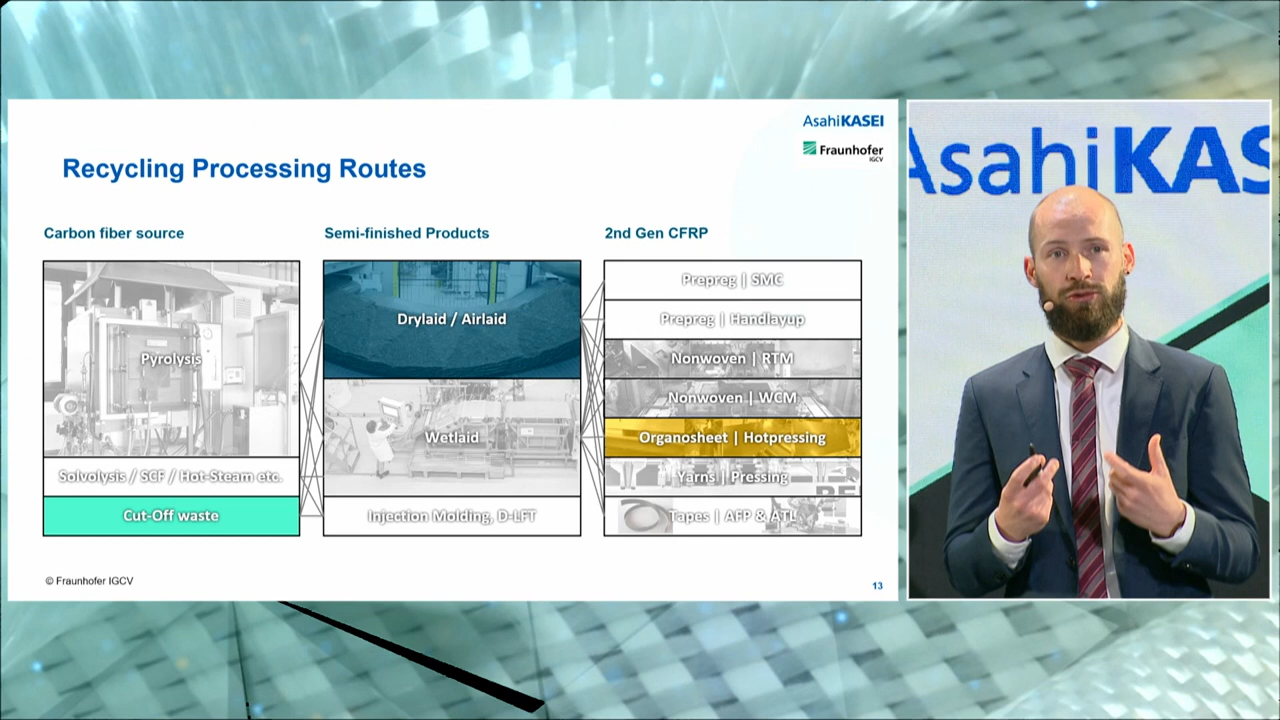 AsahiKASEI
Fraunhofer
IGCV
Recycling Processing Routes
Carbon fiber source
Semi-finished Products
2nd Gen CFRP
Pyrolysis
Solvolysis / SCF / Hot-Steam etc.
Cut-Off waste
Drylaid / Airlaid
Wetlaid
Injection Molding, D-LFT
Prepreg | SMC
Prepreg | Handlayup
Nonwoven | RTM
Nonwoven | WCM
Organosheet | Hotpressing
Yarns | Pressing
Tapes | AFP & ATL
© Fraunhofer IGCV
13
AsahiKAS